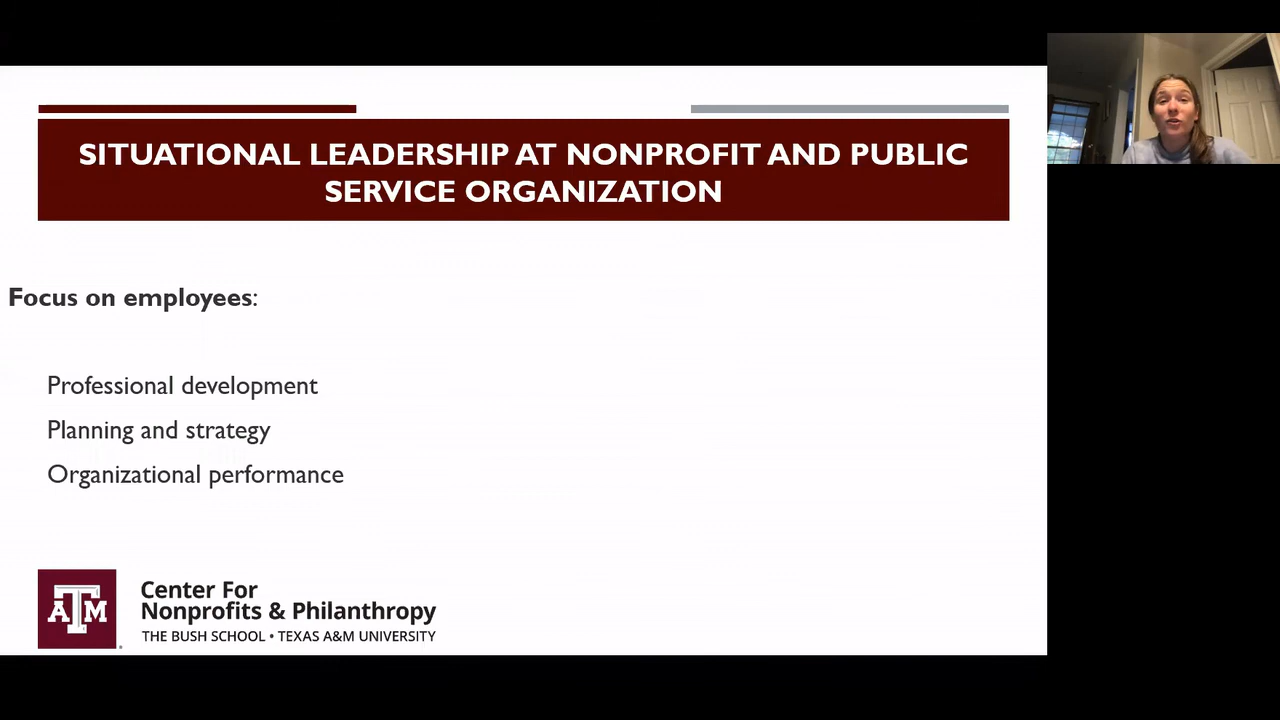 SITUATIONAL LEADERSHIP AT NONPROFIT AND PUBLIC
SERVICE ORGANIZATION
Focus on employees:
Professional development
Planning and strategy
Organizational performance
ATM
Center For
Nonprofits & Philanthropy
THE BUSH SCHOOL • TEXAS A&M UNIVERSITY